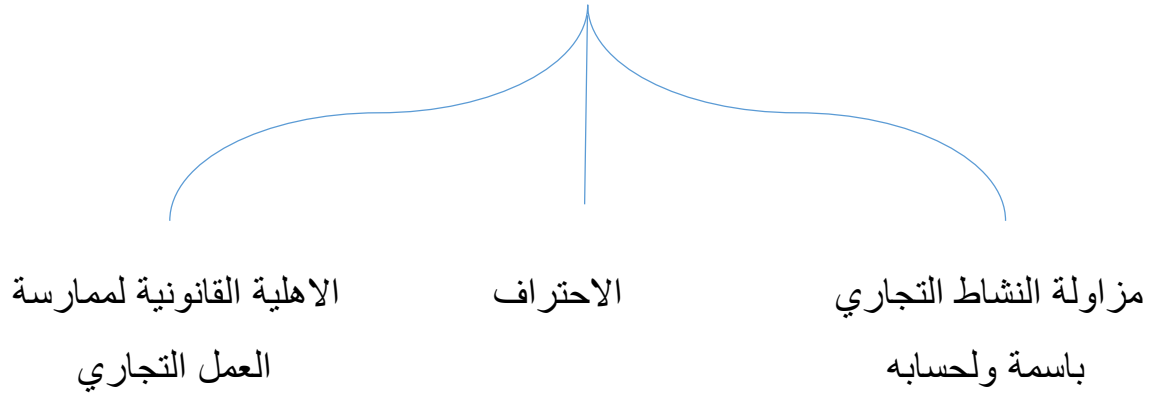 مزاولة النشاط التجاري
باسمة ولحسابه
الاحتراف
الاهلية القانونية لممارسة
العمل التجاري